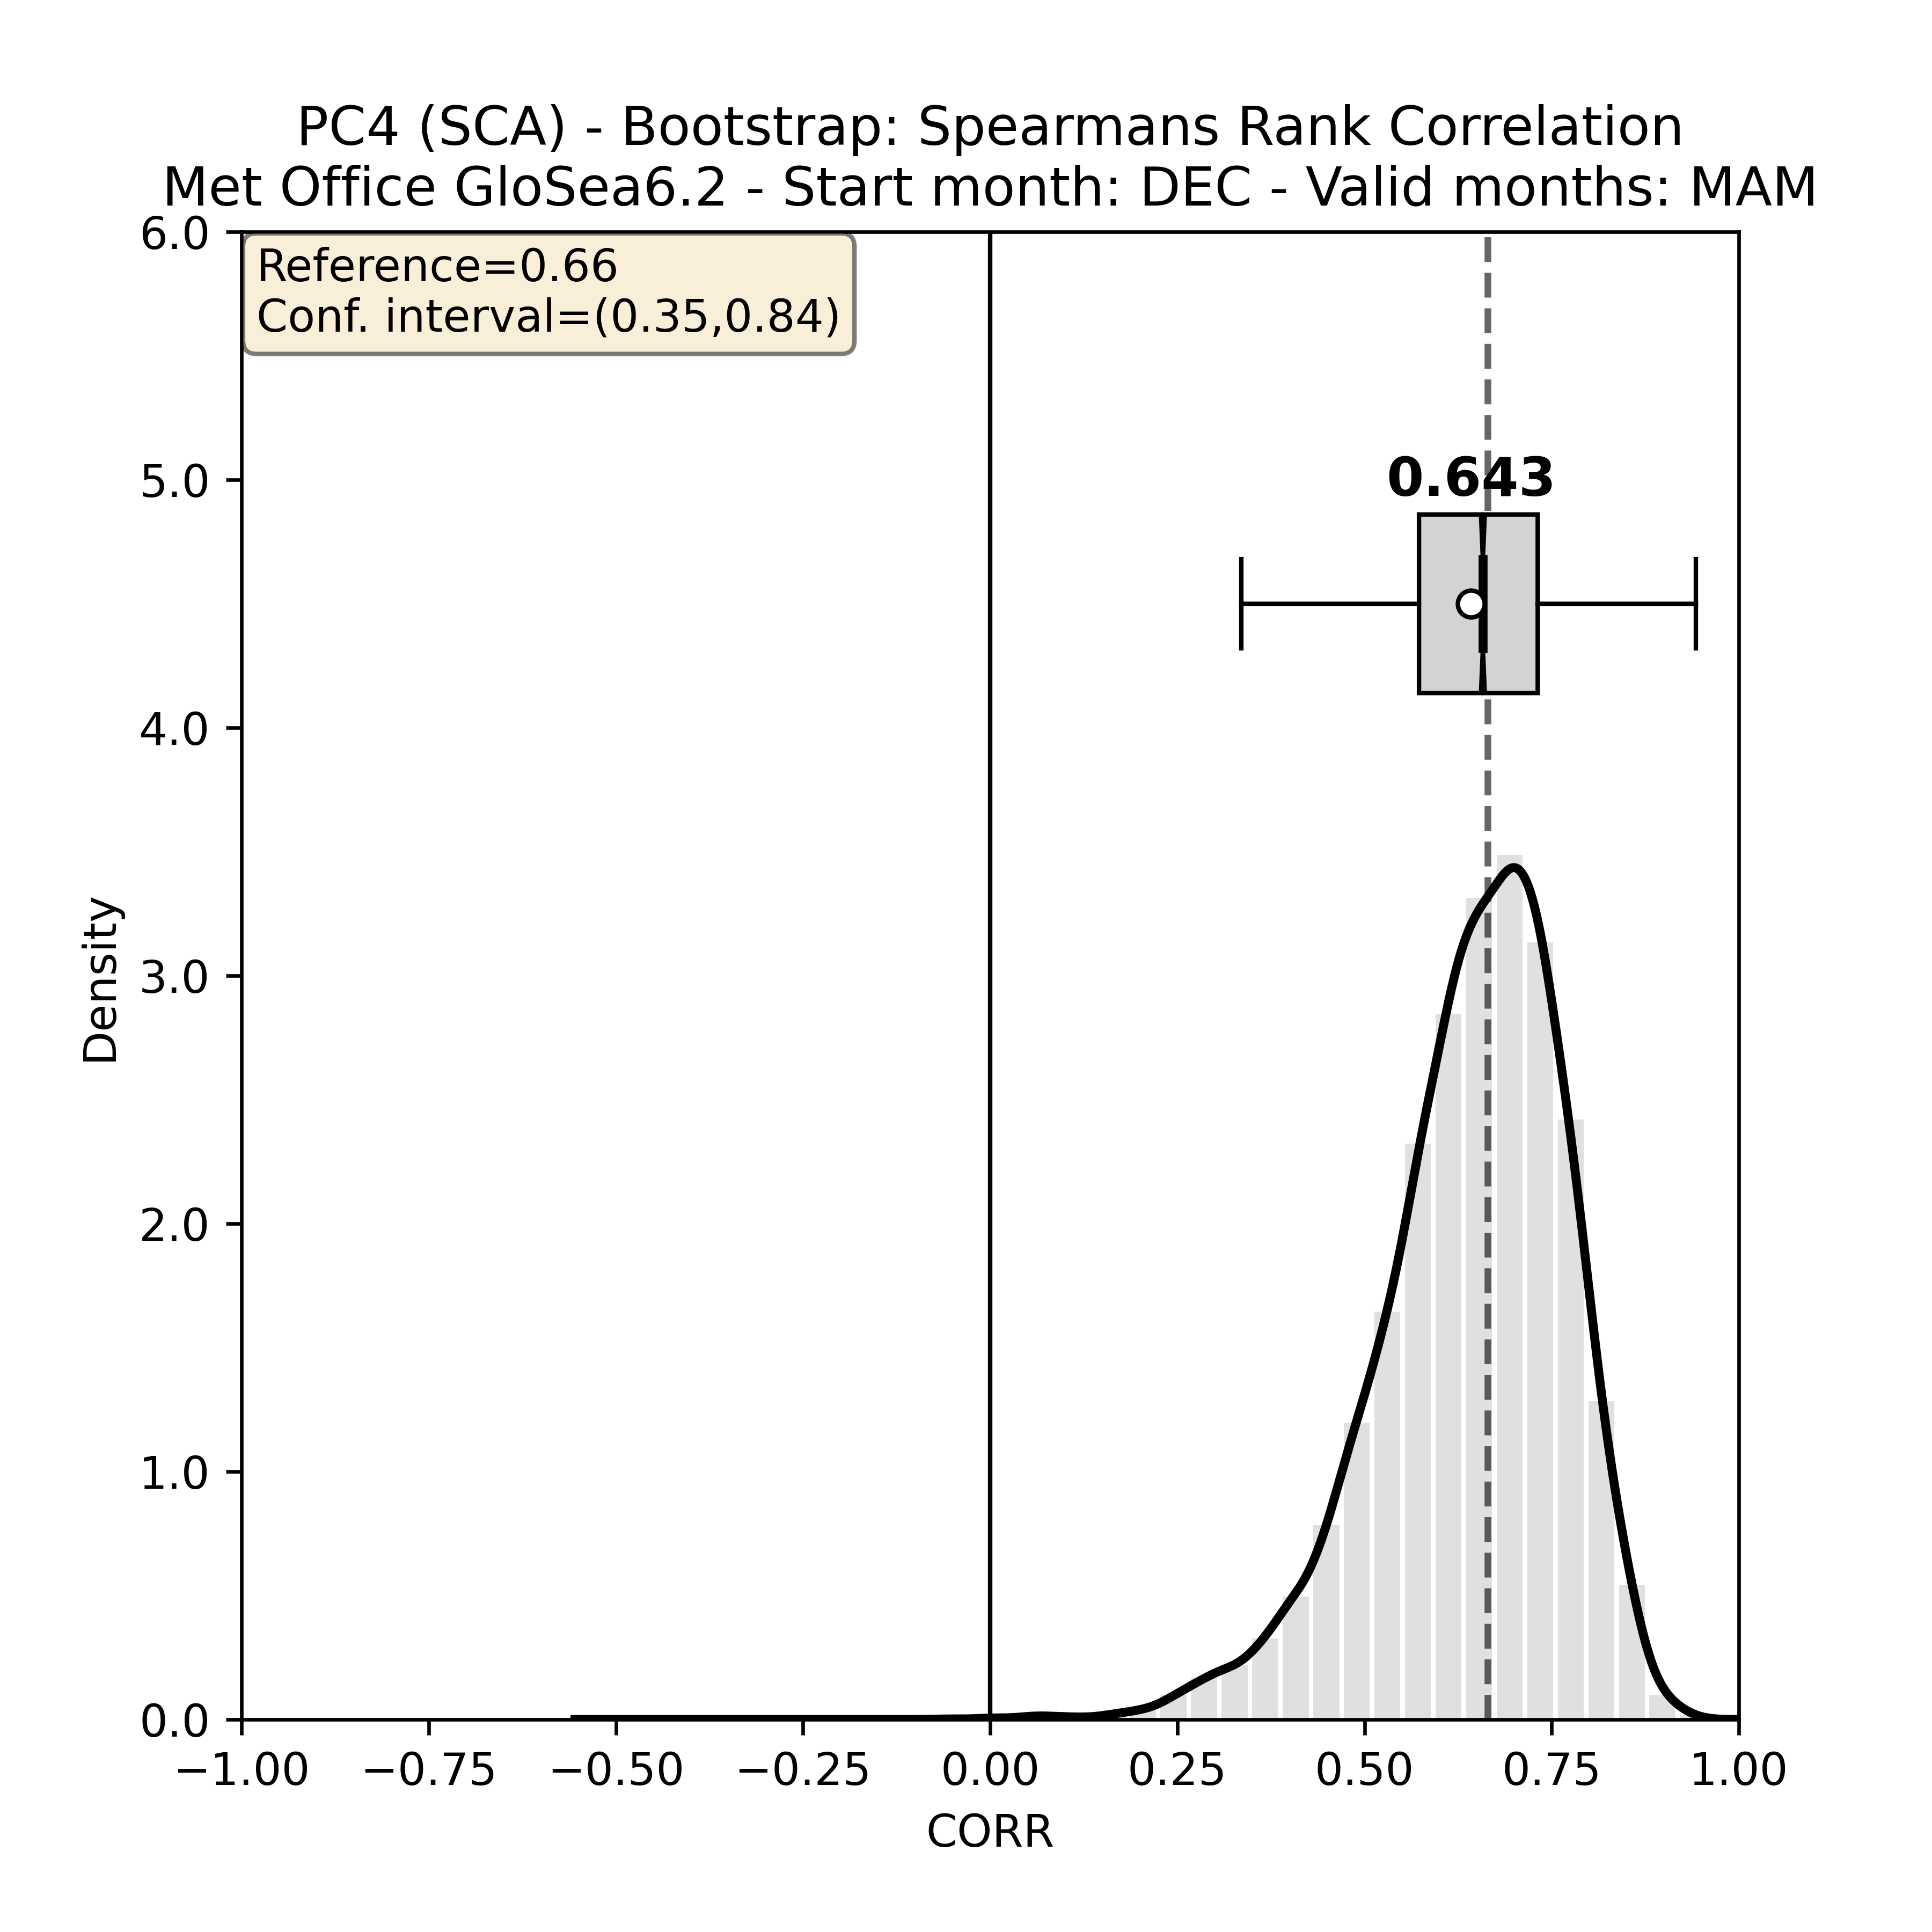 PC4 (SCA) - Bootstrap: Spearmans Rank Correlation
Met Office GloSea6.2 - Start month: DEC - Valid months: MAM
Reference=0.66
Conf. interval=(0.35,0.84)
0.643
6.0
5.0
4.0
3.0
2.0
1.0
0.0
Density
−1.00 −0.75 −0.50 −0.25 0.00 0.25 0.50 0.75 1.00
CORR